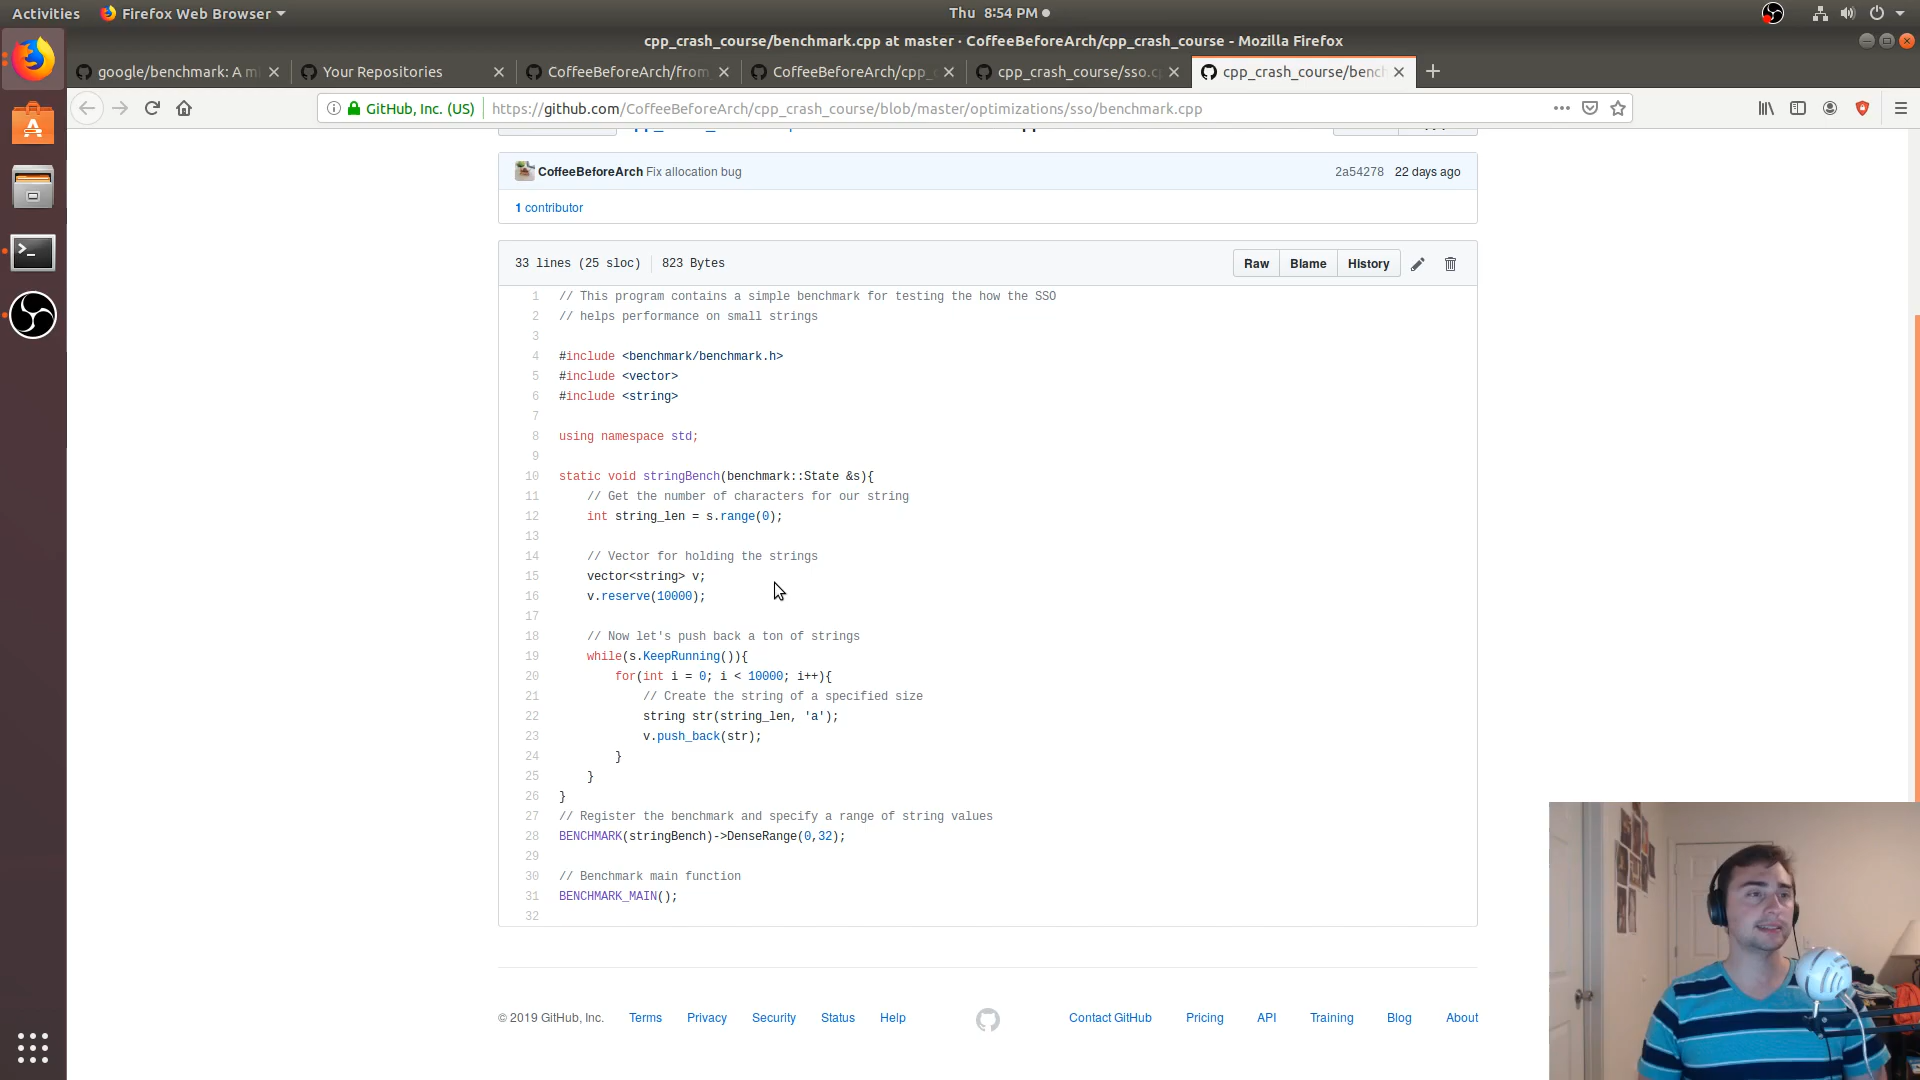 Activities
Firefox Web Browser
Thu 8:54 PM
cpp_crash_course/benchmark.cpp at master · CoffeeBeforeArch/cpp_crash_course - Mozilla Firefox
google/benchmark: A mi
Your Repositories
CoffeeBeforeArch/from
CoffeeBeforeArch/cpp_
cpp_crash_course/sso.c
cpp_crash_course/benc
GitHub, Inc. (US)
https://github.com/CoffeeBeforeArch/cpp_crash_course/blob/master/optimizations/sso/benchmark.cpp
CoffeeBeforeArch Fix allocation bug
2a54278 22 days ago
1 contributor
33 lines (25 sloc) 823 Bytes
Raw Blame History
1 // This program contains a simple benchmark for testing the how the SSO
2 // helps performance on small strings
3
4 #include <benchmark/benchmark.h>
5 #include <vector>
6 #include <string>
7
8 using namespace std;
9
10 static void stringBench(benchmark::State &s){
11 // Get the number of characters for our string
12 int string_len = s.range(0);
13
14 // Vector for holding the strings
15 vector<string> v;
16 v.reserve(10000);
17
18 // Now let's push back a ton of strings
19 while(s.KeepRunning()){
20 for(int i = 0; i < 10000; i++){
21 // Create the string of a specified size
22 string str(string_len, 'a');
23 v.push_back(str);
24 }
25 }
26 }
27 // Register the benchmark and specify a range of string values
28 BENCHMARK(stringBench)->DenseRange(0,32);
29
30 // Benchmark main function
31 BENCHMARK_MAIN();
32
© 2019 GitHub, Inc. Terms Privacy Security Status Help Contact GitHub Pricing API Training Blog About